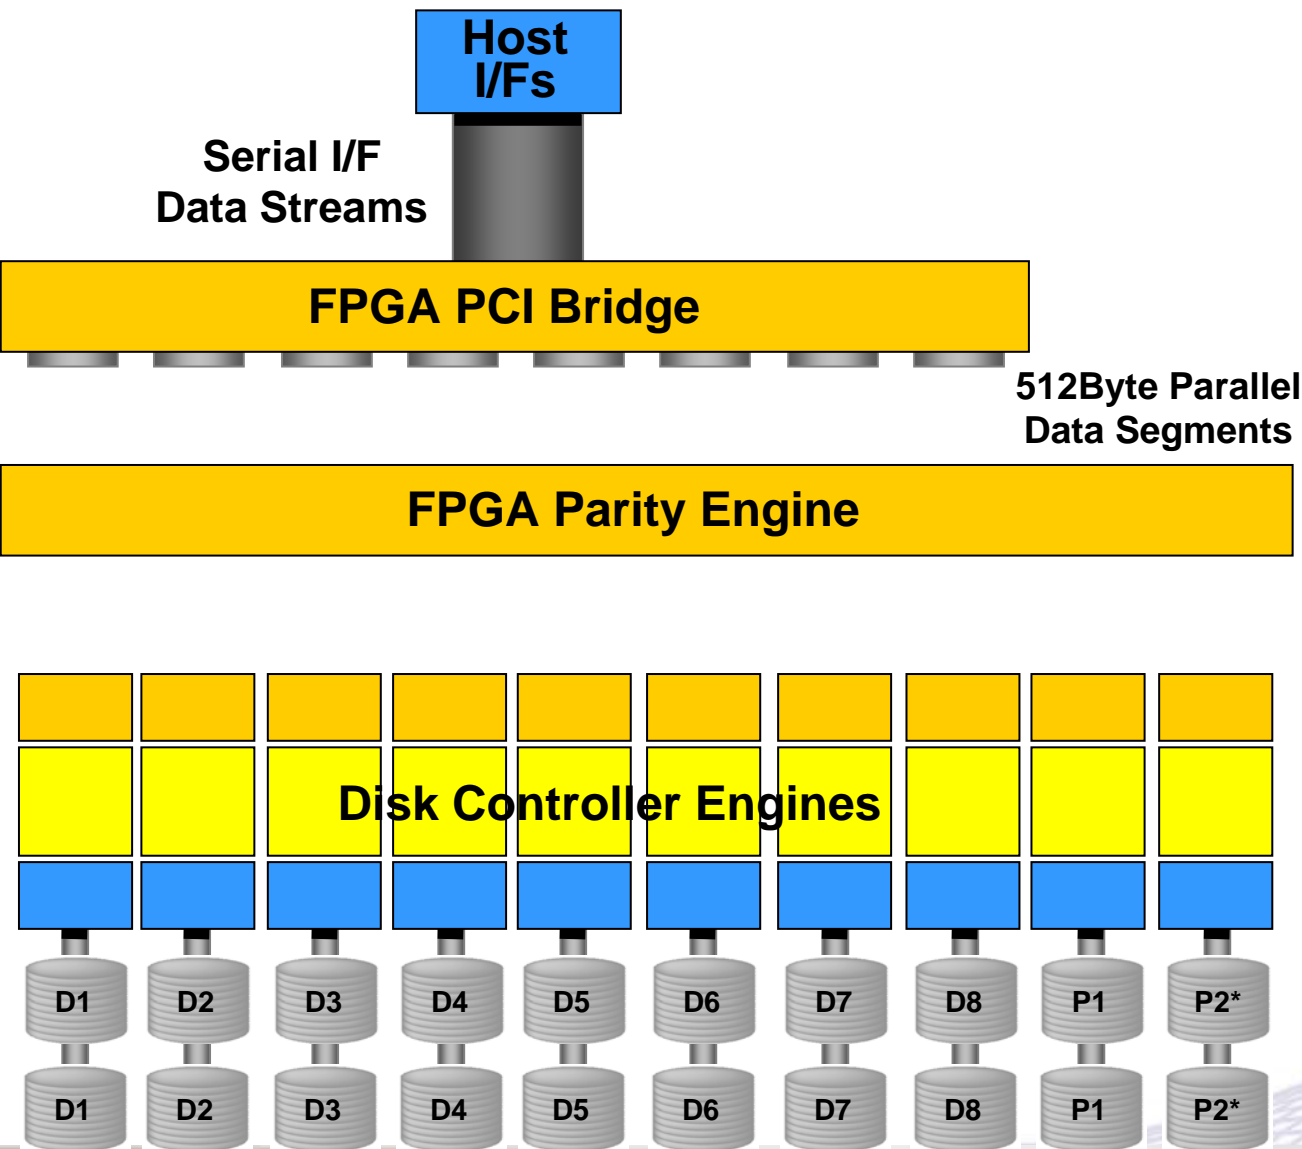 Host
I/Fs
Serial I/F
Data Streams
FPGA PCI Bridge
512Byte Parallel
Data Segments
FPGA Parity Engine
Disk Controller Engines
D1 D2 D3 D4 D5 D6 D7 D8 P1 P2*
D1 D2 D3 D4 D5 D6 D7 D8 P1 P2*